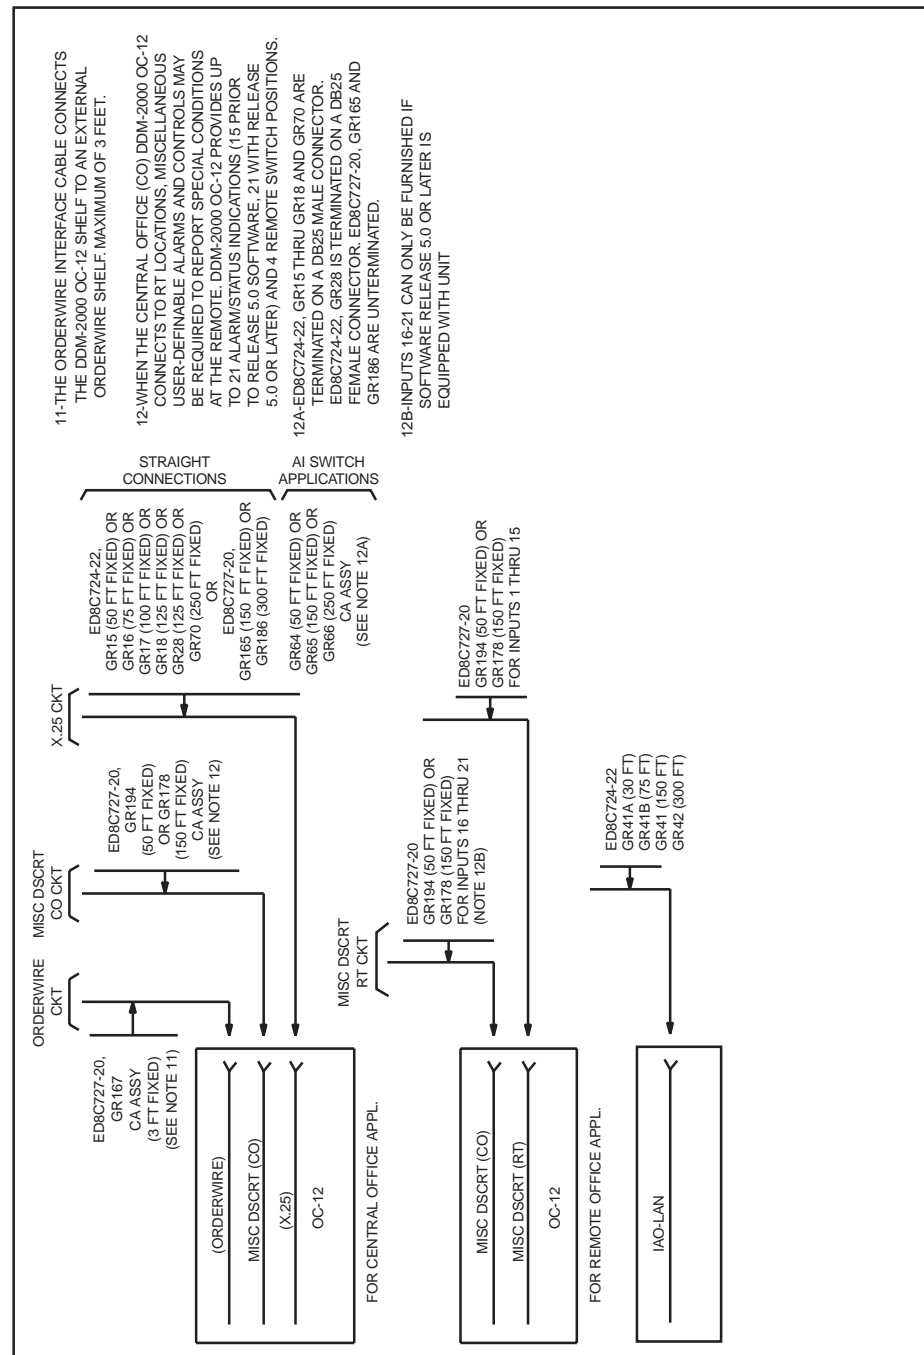 ORDERWIRE
CKT
ED8C727-20,
GR167
CA ASSY
(3 FT FIXED)
(SEE NOTE 11)
MISC DSCRT
CO CKT
ED8C727-20,
GR194
(50 FT FIXED)
OR GR178
(150 FT FIXED)
CA ASSY
(SEE NOTE 12)
X.25 CKT
ED8C724-22,
GR15 (50 FT FIXED) OR
GR16 (75 FT FIXED) OR
GR17 (100 FT FIXED) OR
GR18 (125 FT FIXED) OR
GR28 (125 FT FIXED) OR
GR70 (250 FT FIXED)
OR
ED8C727-20,
GR165 (150 FT FIXED) OR
GR186 (300 FT FIXED)
STRAIGHT
CONNECTIONS
GR64 (50 FT FIXED) OR
GR65 (150 FT FIXED) OR
GR66 (250 FT FIXED)
CA ASSY
(SEE NOTE 12A)
AI SWITCH
APPLICATIONS
(ORDERWIRE)
MISC DSCRT (CO)
(X.25)
OC-12
FOR CENTRAL OFFICE APPL.
MISC DSCRT
RT CKT
ED8C727-20
GR194 (50 FT FIXED) OR
GR178 (150 FT FIXED)
FOR INPUTS 16 THRU 21
(NOTE 12B)
ED8C727-20
GR194 (50 FT FIXED) OR
GR178 (150 FT FIXED)
FOR INPUTS 1 THRU 15
MISC DSCRT (CO)
MISC DSCRT (RT)
OC-12
FOR REMOTE OFFICE APPL.
ED8C724-22
GR41A (30 FT)
GR41B (75 FT)
GR41 (150 FT)
GR42 (300 FT)
IAO-LAN
11-THE ORDERWIRE INTERFACE CABLE CONNECTS
THE DDM-2000 OC-12 SHELF TO AN EXTERNAL
ORDERWIRE SHELF. MAXIMUM OF 3 FEET.
12-WHEN THE CENTRAL OFFICE (CO) DDM-2000 OC-12
CONNECTS TO RT LOCATIONS, MISCELLANEOUS
USER-DEFINABLE ALARMS AND CONTROLS MAY
BE REQUIRED TO REPORT SPECIAL CONDITIONS
AT THE REMOTE. DDM-2000 OC-12 PROVIDES UP
TO 21 ALARM/STATUS INDICATIONS (15 PRIOR
TO RELEASE 5.0 SOFTWARE, 21 WITH RELEASE
5.0 OR LATER) AND 4 REMOTE SWITCH POSITIONS.
12A-ED8C724-22, GR15 THRU GR18 AND GR70 ARE
TERMINATED ON A DB25 MALE CONNECTOR.
ED8C724-22, GR28 IS TERMINATED ON A DB25
FEMALE CONNECTOR. ED8C727-20, GR165 AND
GR186 ARE UNTERMINATED.
12B-INPUTS 16-21 CAN ONLY BE FURNISHED IF
SOFTWARE RELEASE 5.0 OR LATER IS
EQUIPPED WITH UNIT